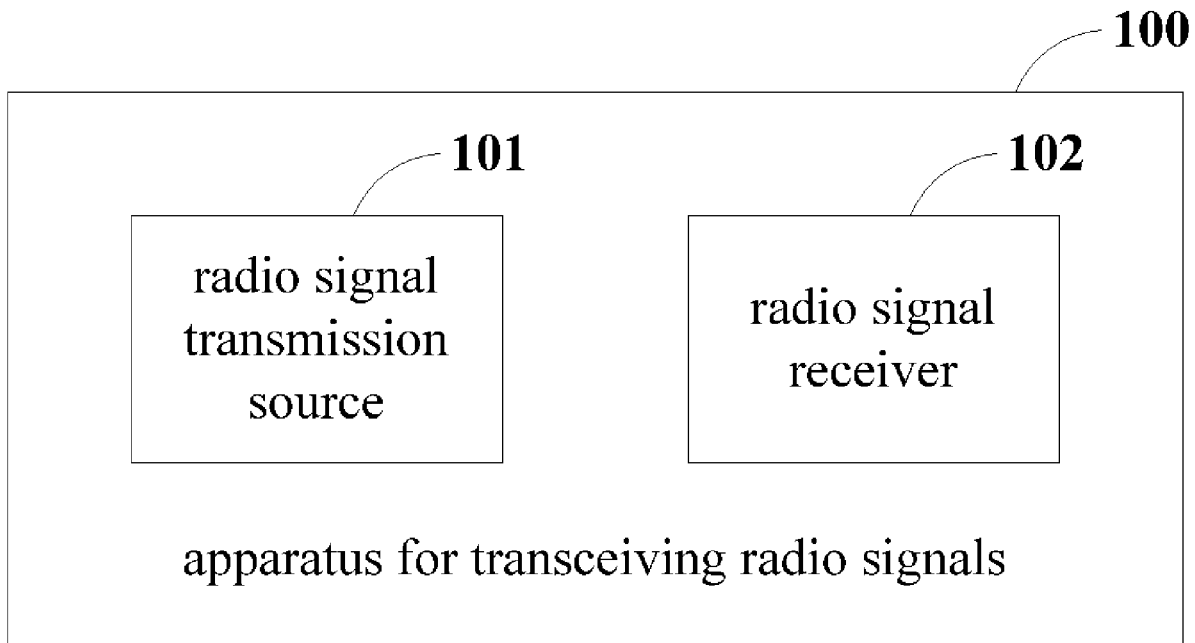 100
101
102
radio signal
transmission
source
radio signal
receiver
apparatus for transceiving radio signals